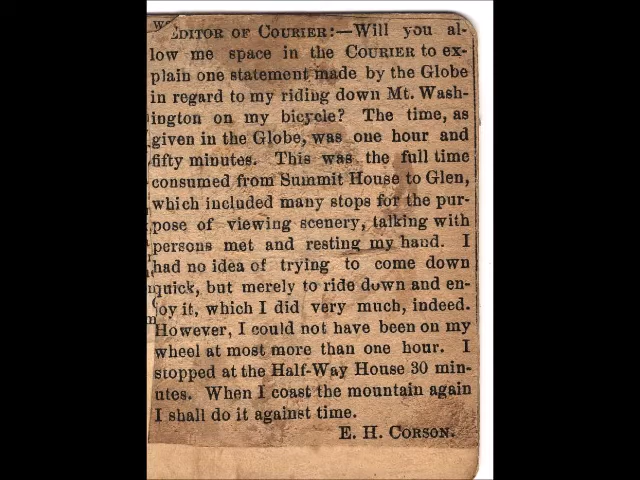 EDITOR OF COURIER:—Will you al-
low me space in the COURIER to ex-
plain one statement made by the Globe
in regard to my riding down Mt. Wash-
ington on my bicycle? The time, as
given in the Globe, was one hour and
fifty minutes. This was the full time
consumed from Summit House to Glen,
which included many stops for the pur-
pose of viewing scenery, talking with
persons met and resting my hand. I
had no idea of trying to come down
quick, but merely to ride down and en-
joy it, which I did very much, indeed.
However, I could not have been on my
wheel at most more than one hour. I
stopped at the Half-Way House 30 min-
utes. When I coast the mountain again
I shall do it against time.
E. H. CORSON.